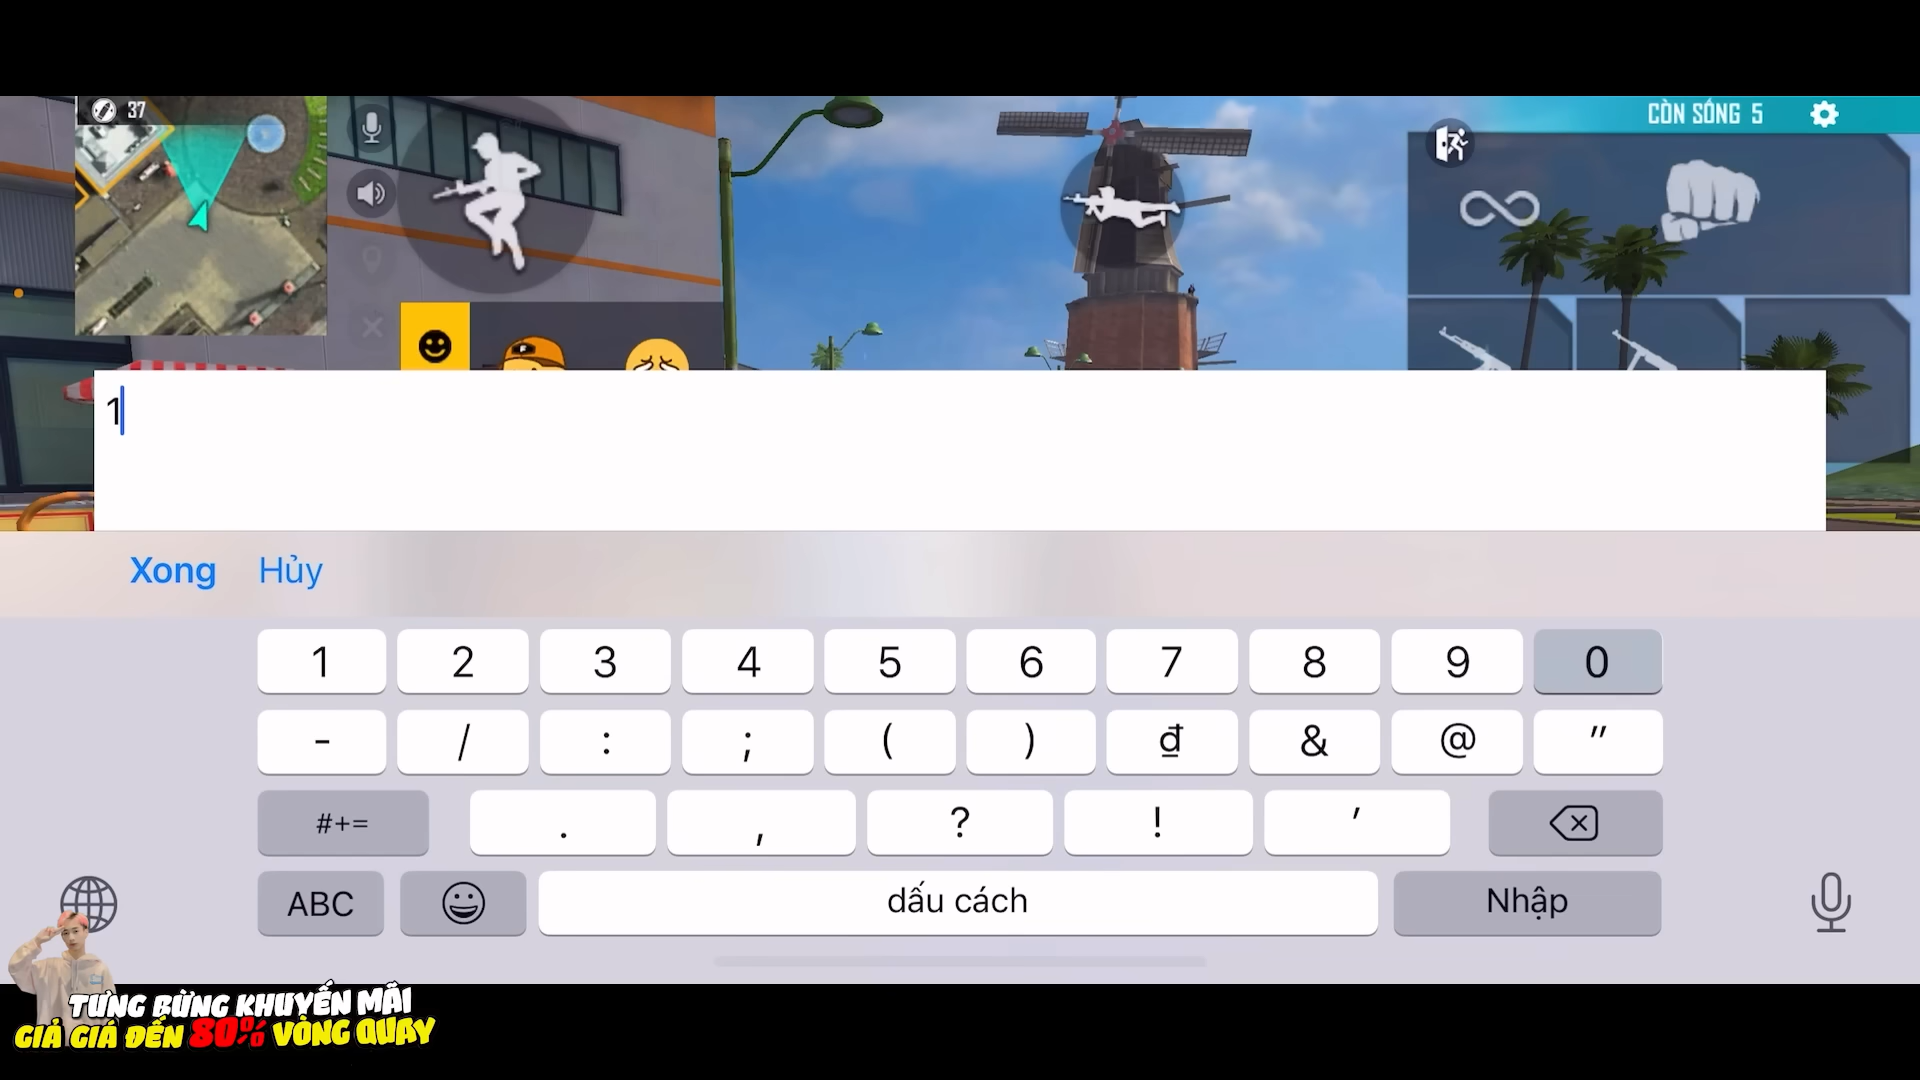 37
CÒN SỐNG 5
1
Xong Hủy
1 2 3 4 5 6 7 8 9 0
- / : ; ( ) ₫ & @ "
#+= . , ? ! '
ABC dấu cách Nhập
TƯNG BỪNG KHUYẾN MÃI
GIẢ GIÁ ĐẾN 80% VÒNG QUAY